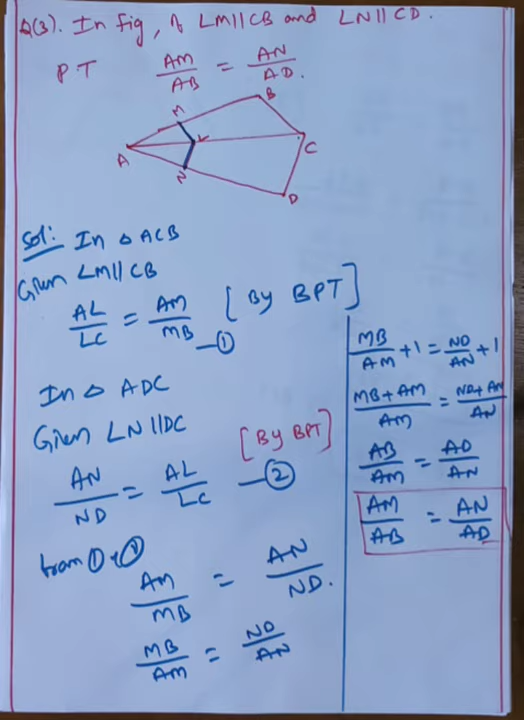 Q(3). In fig, if LM||CB and LN||CD.
PT AM/AB = AN/AD.
M
B
A
L
C
N
D
Sol: In △ ACB
Given LM||CB
AL/LC = AM/MB —① [By BPT]
In △ ADC
Given LN||DC
AN/ND = AL/LC —② [By BPT]
from ① & ②
AM/MB = AN/ND.
MB/AM = ND/AN
MB/AM + 1 = ND/AN + 1
MB+AM/AM = ND+AN/AN
AB/AM = AD/AN
AM/AB = AN/AD